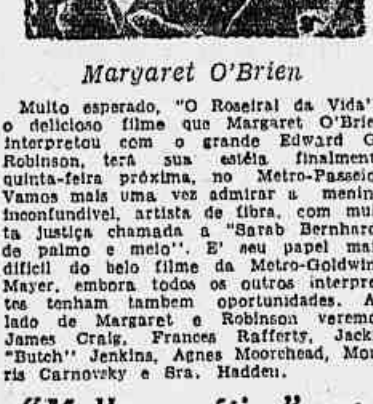 Margaret O'Brien
Muito esperado, "O Roseiral da Vida"
o delicioso filme que Margaret O'Brie
interpretou com o grande Edward G
Robinson, terá sua estéia finalment
quinta-feira próxima, no Metro-Passeio
Vamos mais uma vez admirar a menin
inconfundivel, artista de fibra, com mui
ta justiça chamada a "Sarah Bernhard
de palmo e meio". E' seu papel mai
dificil do belo filme da Metro-Goldwin
Mayer, embora todos os outros interpre
tes tenham tambem oportunidades. A
lado de Margaret e Robinson veremo
James Craig, Frances Rafferty, Jack
"Butch" Jenkins, Agnes Moorehead, Mor
ris Carnovsky e Sra. Hadden.